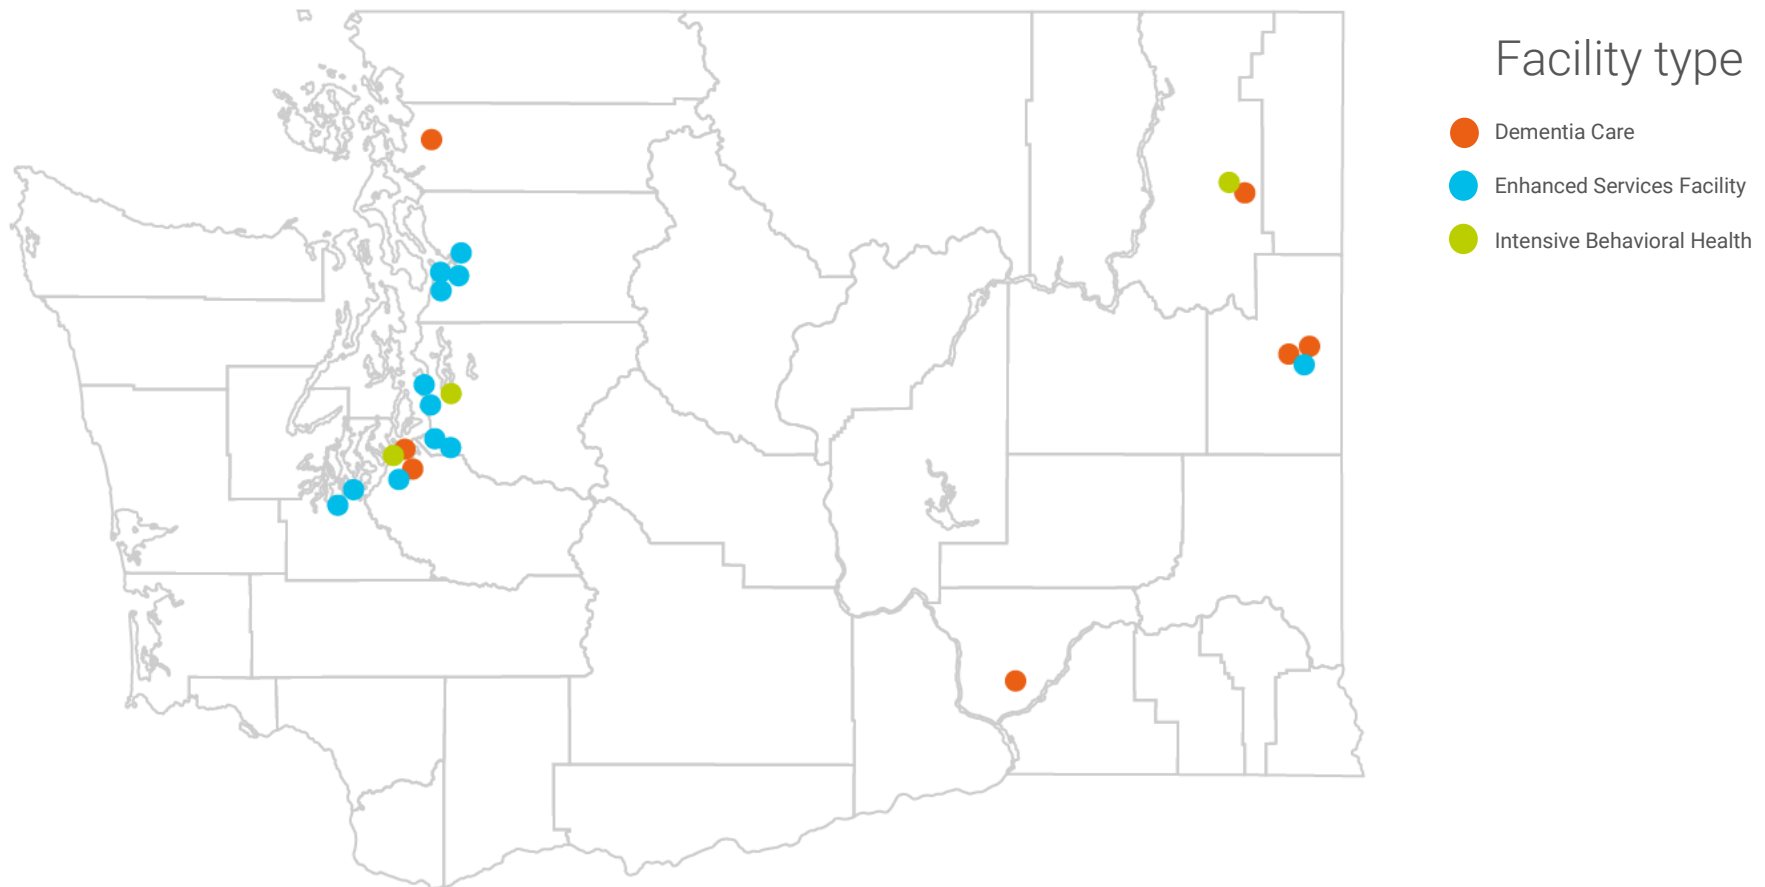 Facility type
Dementia Care
Enhanced Services Facility
Intensive Behavioral Health